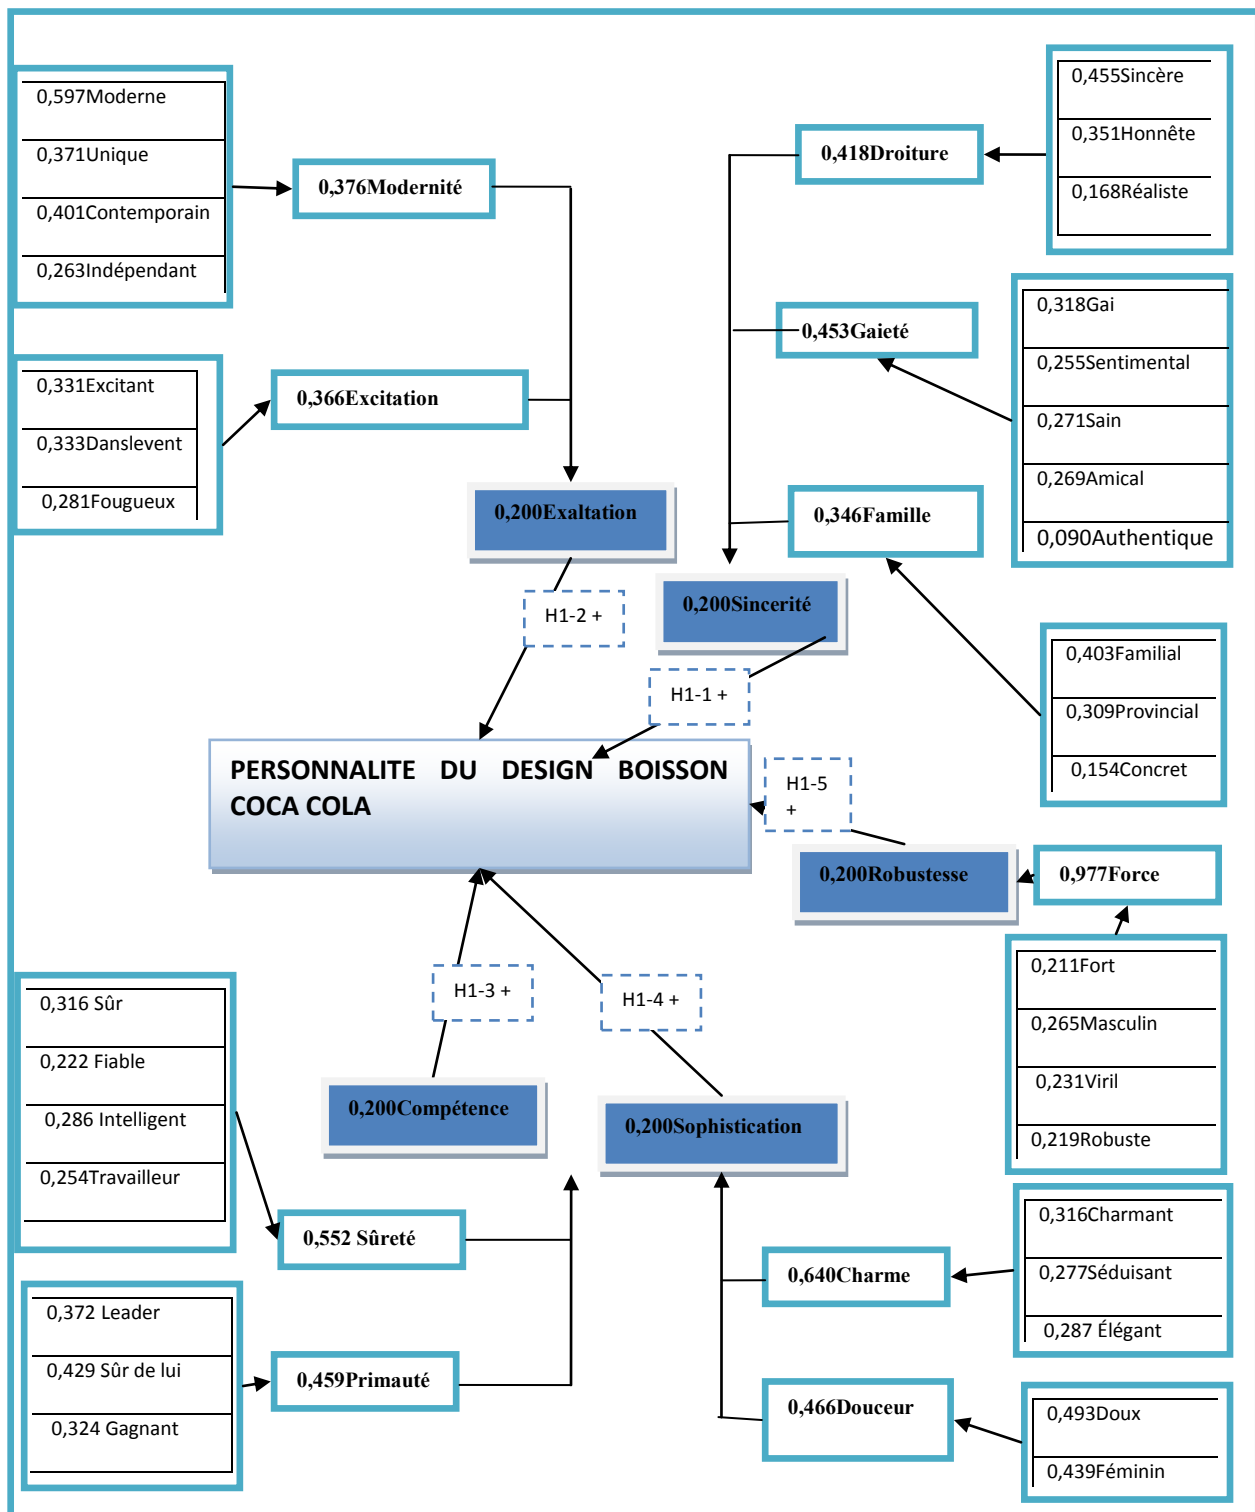 0,597Moderne
0,371Unique
0,401Contemporain
0,263Indépendant
0,376Modernité
0,331Excitant
0,333Danslevent
0,281Fougueux
0,366Excitation
0,200Exaltation
H1-2 +
0,455Sincère
0,351Honnête
0,168Réaliste
0,418Droiture
0,318Gai
0,255Sentimental
0,271Sain
0,269Amical
0,090Authentique
0,453Gaieté
0,346Famille
0,403Familial
0,309Provincial
0,154Concret
0,200Sincerité
H1-1 +
PERSONNALITE DU DESIGN BOISSON
COCA COLA
H1-5
+
0,200Robustesse
0,977Force
0,211Fort
0,265Masculin
0,231Viril
0,219Robuste
H1-3 +
H1-4 +
0,316 Sûr
0,222 Fiable
0,286 Intelligent
0,254Travailleur
0,200Compétence
0,552 Sûreté
0,372 Leader
0,429 Sûr de lui
0,324 Gagnant
0,459Primauté
0,200Sophistication
0,316Charmant
0,277Séduisant
0,287 Élégant
0,640Charme
0,466Douceur
0,493Doux
0,439Féminin